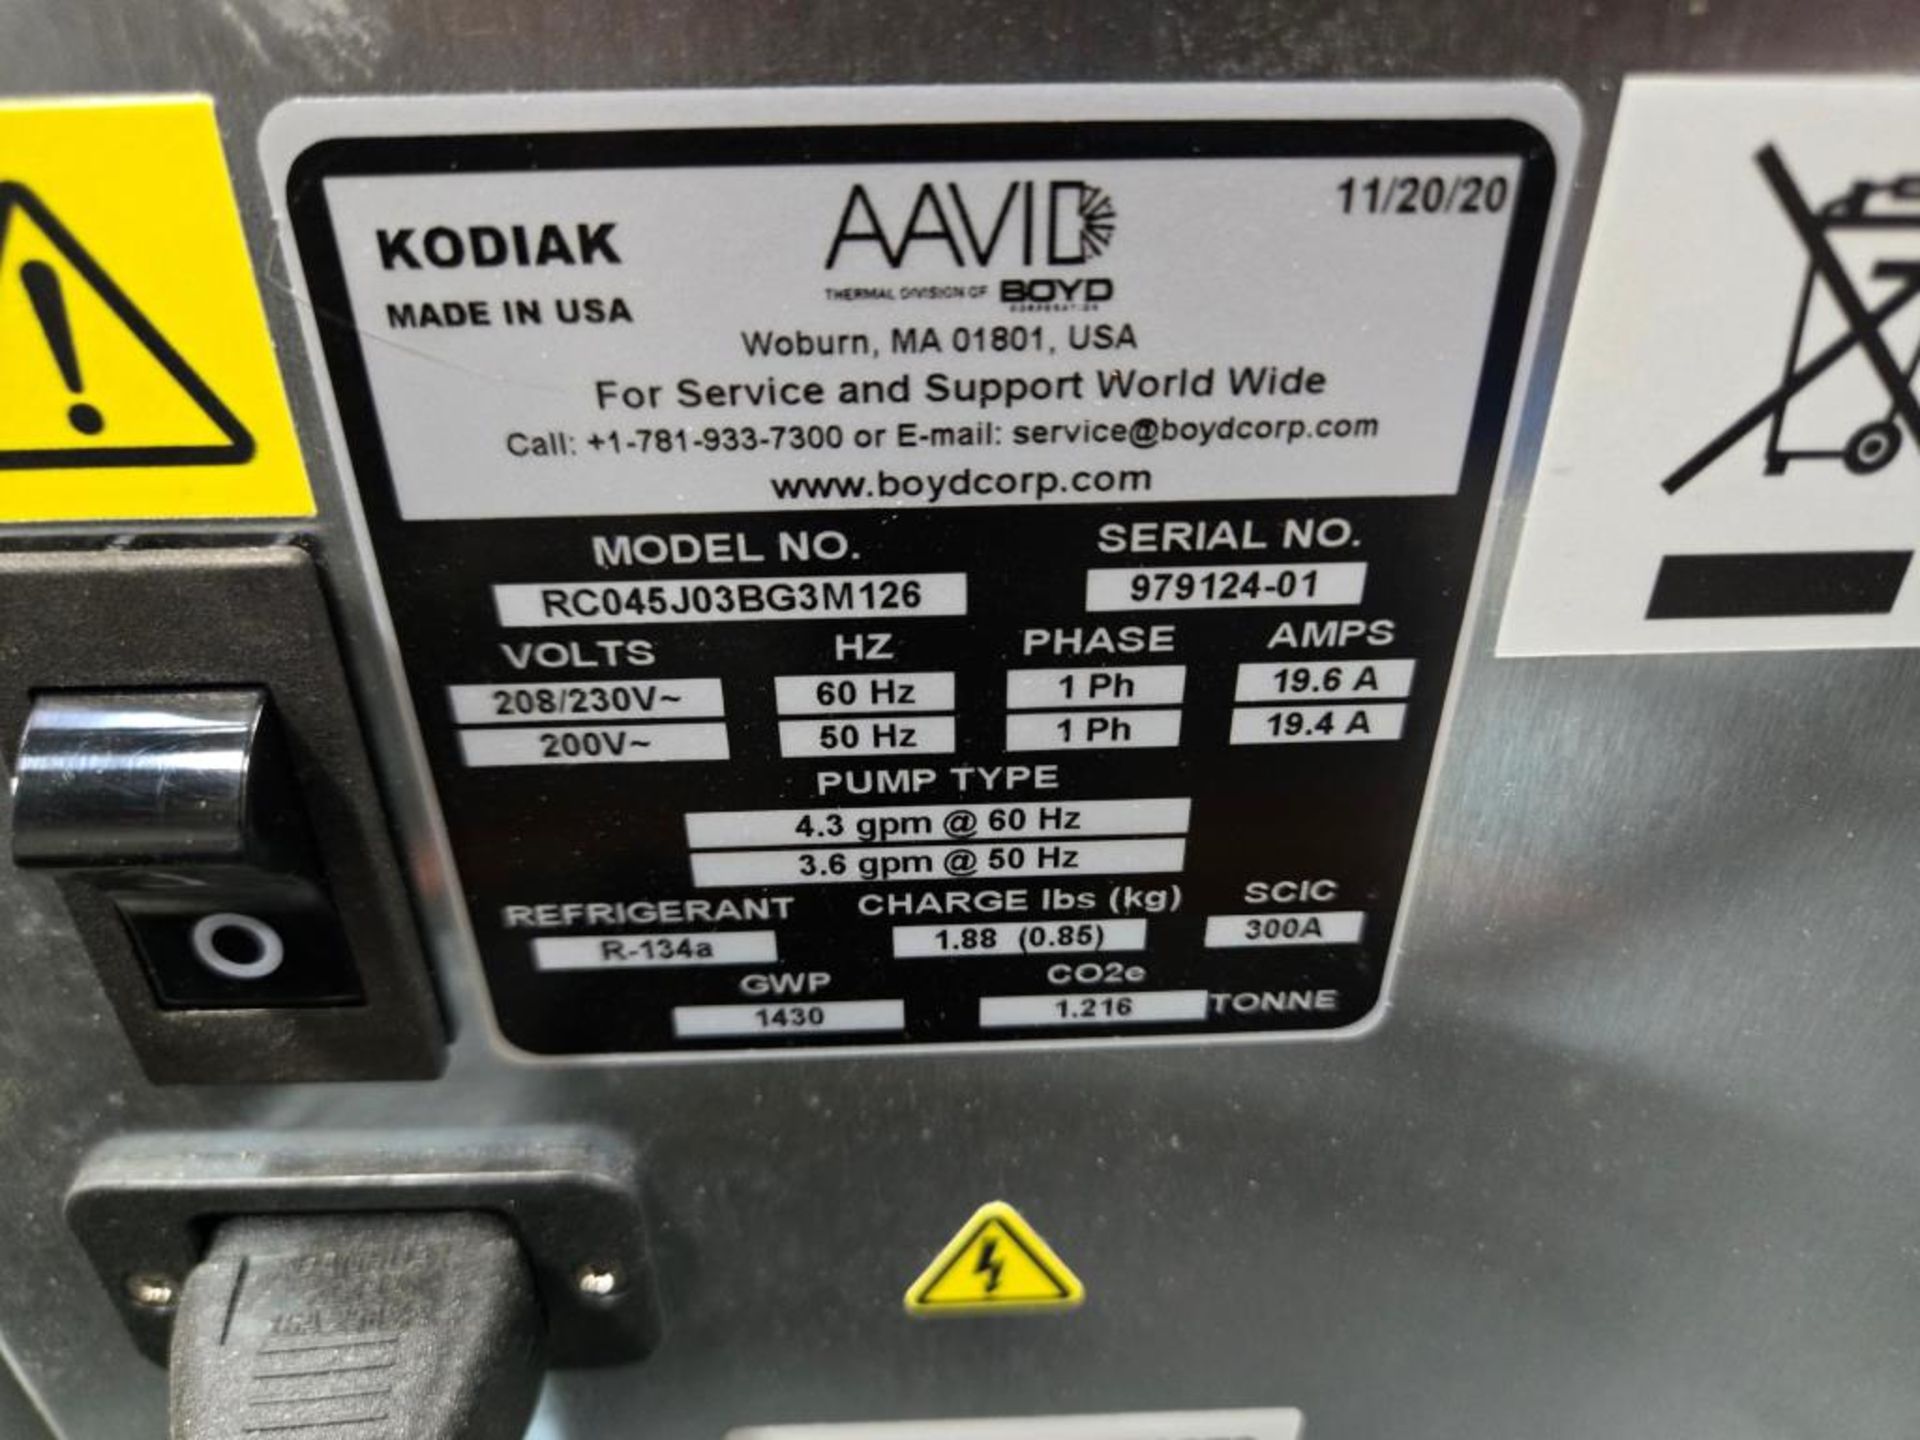 KODIAK
MADE IN USA
AAVID
THERMAL DIVISION OF BOYD
CORPORATION
11/20/20
Woburn, MA 01801, USA
For Service and Support World Wide
Call: +1-781-933-7300 or E-mail: service@boydcorp.com
www.boydcorp.com
MODEL NO. SERIAL NO.
RC045J03BG3M126 979124-01
VOLTS HZ PHASE AMPS
208/230V~ 60 Hz 1 Ph 19.6 A
200V~ 50 Hz 1 Ph 19.4 A
PUMP TYPE
4.3 gpm @ 60 Hz
3.6 gpm @ 50 Hz
REFRIGERANT CHARGE lbs (kg) SCIC
R-134a 1.88 (0.85) 300A
GWP CO2e
1430 1.216 TONNE